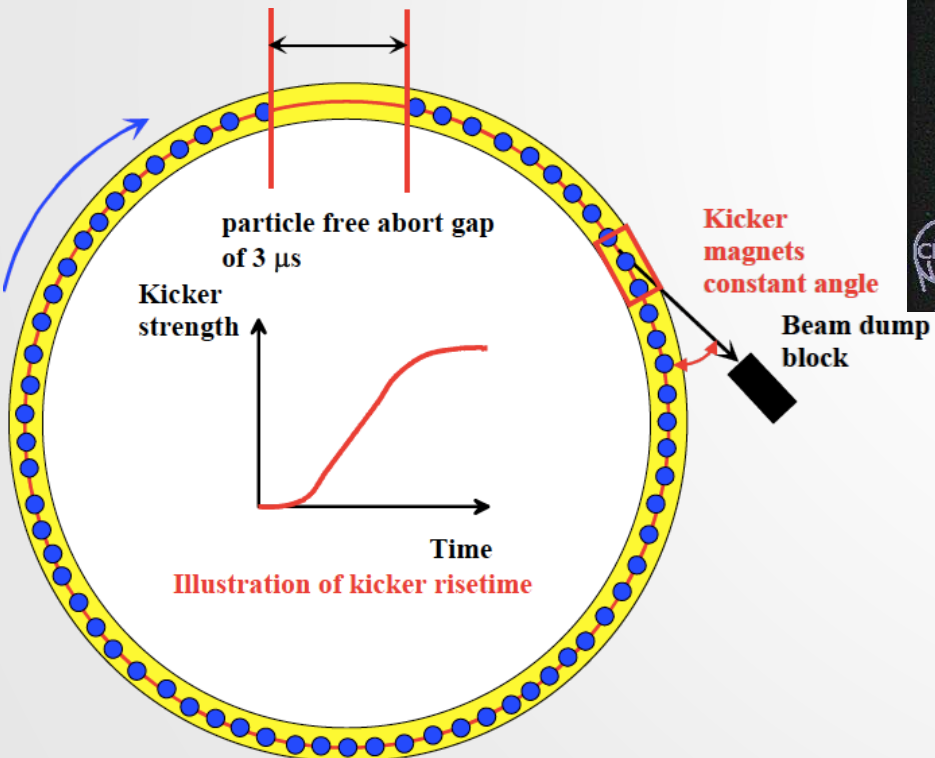 particle free abort gap
of 3 μs
Kicker
strength
Time
Illustration of kicker risetime
Kicker
magnets
constant angle
Beam dump
block